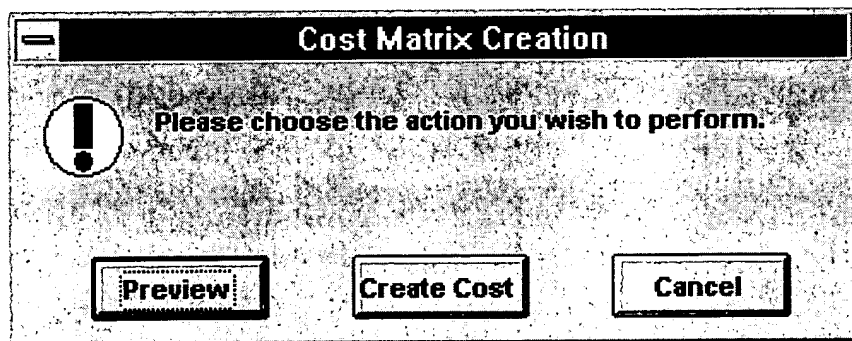 Cost Matrix Creation
Please choose the action you wish to perform.
Preview
Create Cost
Cancel